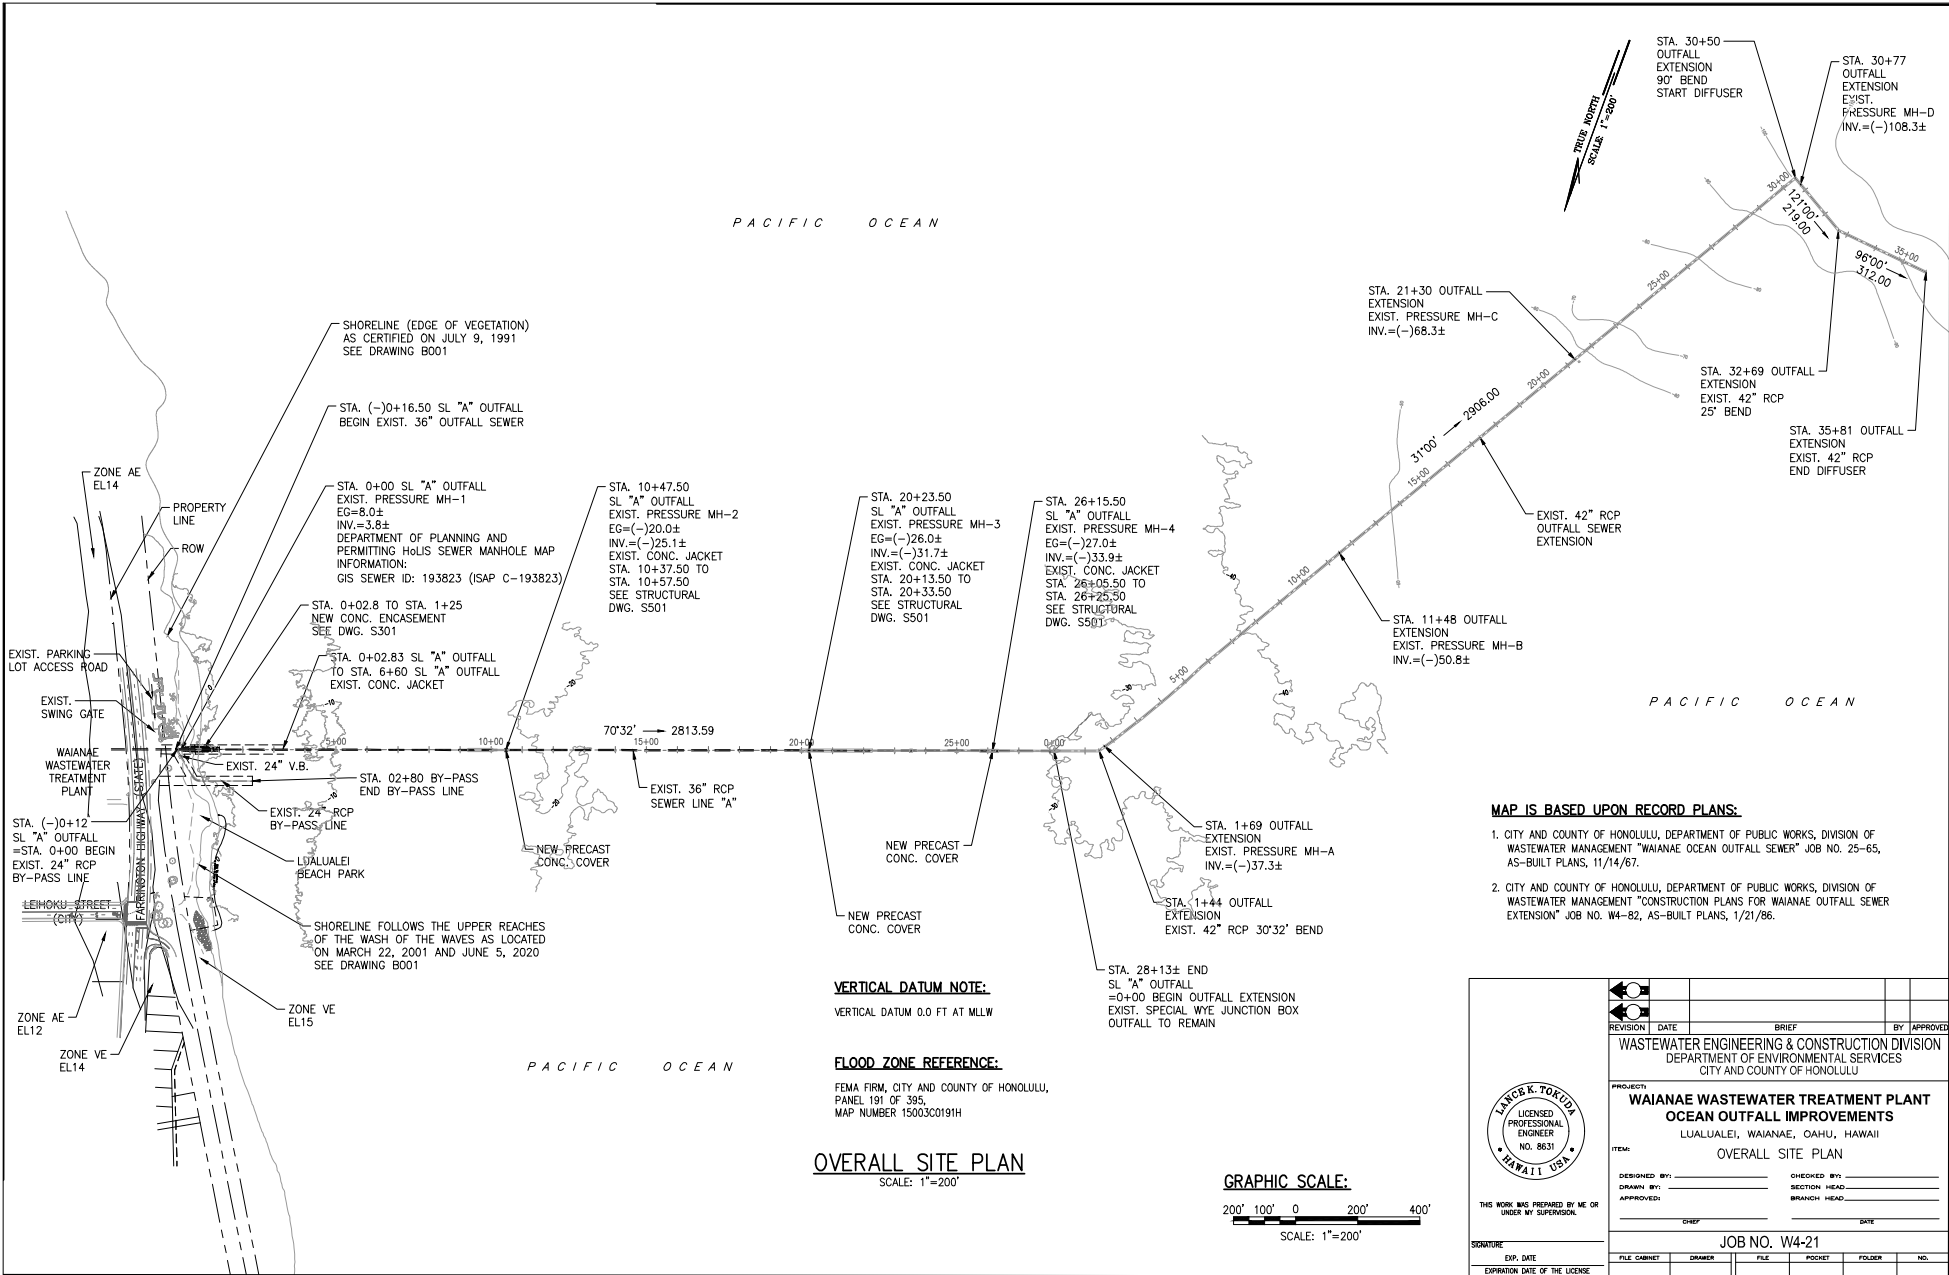 STA. 30+50
OUTFALL
EXTENSION
90° BEND
START DIFFUSER
STA. 30+77
OUTFALL
EXTENSION
EXIST.
PRESSURE MH-D
INV.=(-)108.3±
TRUE NORTH
SCALE: 1"=200'
PACIFIC OCEAN
30+00
121°00'
219.00
35+00
96°00'
312.00
25+00
STA. 21+30 OUTFALL
EXTENSION
EXIST. PRESSURE MH-C
INV.=(-)68.3±
STA. 32+69 OUTFALL
EXTENSION
EXIST. 42" RCP
25° BEND
STA. 35+81 OUTFALL
EXTENSION
EXIST. 42" RCP
END DIFFUSER
20+00
31°00' 2906.00
15+00
EXIST. 42" RCP
OUTFALL SEWER
EXTENSION
10+00
STA. 11+48 OUTFALL
EXTENSION
EXIST. PRESSURE MH-B
INV.=(-)50.8±
5+00
PACIFIC OCEAN
SHORELINE (EDGE OF VEGETATION)
AS CERTIFIED ON JULY 9, 1991
SEE DRAWING B001
STA. (-)0+16.50 SL "A" OUTFALL
BEGIN EXIST. 36" OUTFALL SEWER
ZONE AE
EL14
PROPERTY
LINE
ROW
STA. 0+00 SL "A" OUTFALL
EXIST. PRESSURE MH-1
EG=8.0±
INV.=3.8±
DEPARTMENT OF PLANNING AND
PERMITTING HoLIS SEWER MANHOLE MAP
INFORMATION:
GIS SEWER ID: 193823 (ISAP C-193823)
STA. 0+02.8 TO STA. 1+25
NEW CONC. ENCASEMENT
SEE DWG. S301
STA. 0+02.83 SL "A" OUTFALL
TO STA. 6+60 SL "A" OUTFALL
EXIST. CONC. JACKET
STA. 10+47.50
SL "A" OUTFALL
EXIST. PRESSURE MH-2
EG=(-)20.0±
INV.=(-)25.1±
EXIST. CONC. JACKET
STA. 10+37.50 TO
STA. 10+57.50
SEE STRUCTURAL
DWG. S501
STA. 20+23.50
SL "A" OUTFALL
EXIST. PRESSURE MH-3
EG=(-)26.0±
INV.=(-)31.7±
EXIST. CONC. JACKET
STA. 20+13.50 TO
STA. 20+33.50
SEE STRUCTURAL
DWG. S501
STA. 26+15.50
SL "A" OUTFALL
EXIST. PRESSURE MH-4
EG=(-)27.0±
INV.=(-)33.9±
EXIST. CONC. JACKET
STA. 26+05.50 TO
STA. 26+25.50
SEE STRUCTURAL
DWG. S501
EXIST. PARKING
LOT ACCESS ROAD
EXIST.
SWING GATE
WAIANAE
WASTEWATER
TREATMENT
PLANT
FARRINGTON HIGHWAY (STATE)
EXIST. 24" V.B.
5+00
10+00
15+00
20+00
25+00
0+00
70°32' 2813.59
STA. 02+80 BY-PASS
END BY-PASS LINE
EXIST. 24" RCP
BY-PASS LINE
EXIST. 36" RCP
SEWER LINE "A"
STA. (-)0+12
SL "A" OUTFALL
=STA. 0+00 BEGIN
EXIST. 24" RCP
BY-PASS LINE
LUALUALEI
BEACH PARK
NEW PRECAST
CONC. COVER
NEW PRECAST
CONC. COVER
NEW PRECAST
CONC. COVER
STA. 1+69 OUTFALL
EXTENSION
EXIST. PRESSURE MH-A
INV.=(-)37.3±
STA. 1+44 OUTFALL
EXTENSION
EXIST. 42" RCP 30°32' BEND
STA. 28+13± END
SL "A" OUTFALL
=0+00 BEGIN OUTFALL EXTENSION
EXIST. SPECIAL WYE JUNCTION BOX
OUTFALL TO REMAIN
LEIHOKU STREET
(CITY)
SHORELINE FOLLOWS THE UPPER REACHES
OF THE WASH OF THE WAVES AS LOCATED
ON MARCH 22, 2001 AND JUNE 5, 2020
SEE DRAWING B001
ZONE AE
EL12
ZONE VE
EL14
ZONE VE
EL15
PACIFIC OCEAN
VERTICAL DATUM NOTE:
VERTICAL DATUM 0.0 FT AT MLLW
FLOOD ZONE REFERENCE:
FEMA FIRM, CITY AND COUNTY OF HONOLULU,
PANEL 191 OF 395,
MAP NUMBER 15003C0191H
OVERALL SITE PLAN
SCALE: 1"=200'
GRAPHIC SCALE:
200' 100' 0 200' 400'
SCALE: 1"=200'
MAP IS BASED UPON RECORD PLANS:
1. CITY AND COUNTY OF HONOLULU, DEPARTMENT OF PUBLIC WORKS, DIVISION OF
WASTEWATER MANAGEMENT "WAIANAE OCEAN OUTFALL SEWER" JOB NO. 25-65,
AS-BUILT PLANS, 11/14/67.
2. CITY AND COUNTY OF HONOLULU, DEPARTMENT OF PUBLIC WORKS, DIVISION OF
WASTEWATER MANAGEMENT "CONSTRUCTION PLANS FOR WAIANAE OUTFALL SEWER
EXTENSION" JOB NO. W4-82, AS-BUILT PLANS, 1/21/86.
REVISION DATE BRIEF BY APPROVED
WASTEWATER ENGINEERING & CONSTRUCTION DIVISION
DEPARTMENT OF ENVIRONMENTAL SERVICES
CITY AND COUNTY OF HONOLULU
PROJECT:
WAIANAE WASTEWATER TREATMENT PLANT
OCEAN OUTFALL IMPROVEMENTS
LUALUALEI, WAIANAE, OAHU, HAWAII
ITEM:
OVERALL SITE PLAN
DESIGNED BY: CHECKED BY:
DRAWN BY: SECTION HEAD
APPROVED: BRANCH HEAD
CHIEF DATE
JOB NO. W4-21
FILE CABINET DRAWER FILE POCKET FOLDER NO.
LANCE K. TOKUDA
LICENSED
PROFESSIONAL
ENGINEER
NO. 8631
HAWAII USA
THIS WORK WAS PREPARED BY ME OR
UNDER MY SUPERVISION.
SIGNATURE
EXP. DATE
EXPIRATION DATE OF THE LICENSE